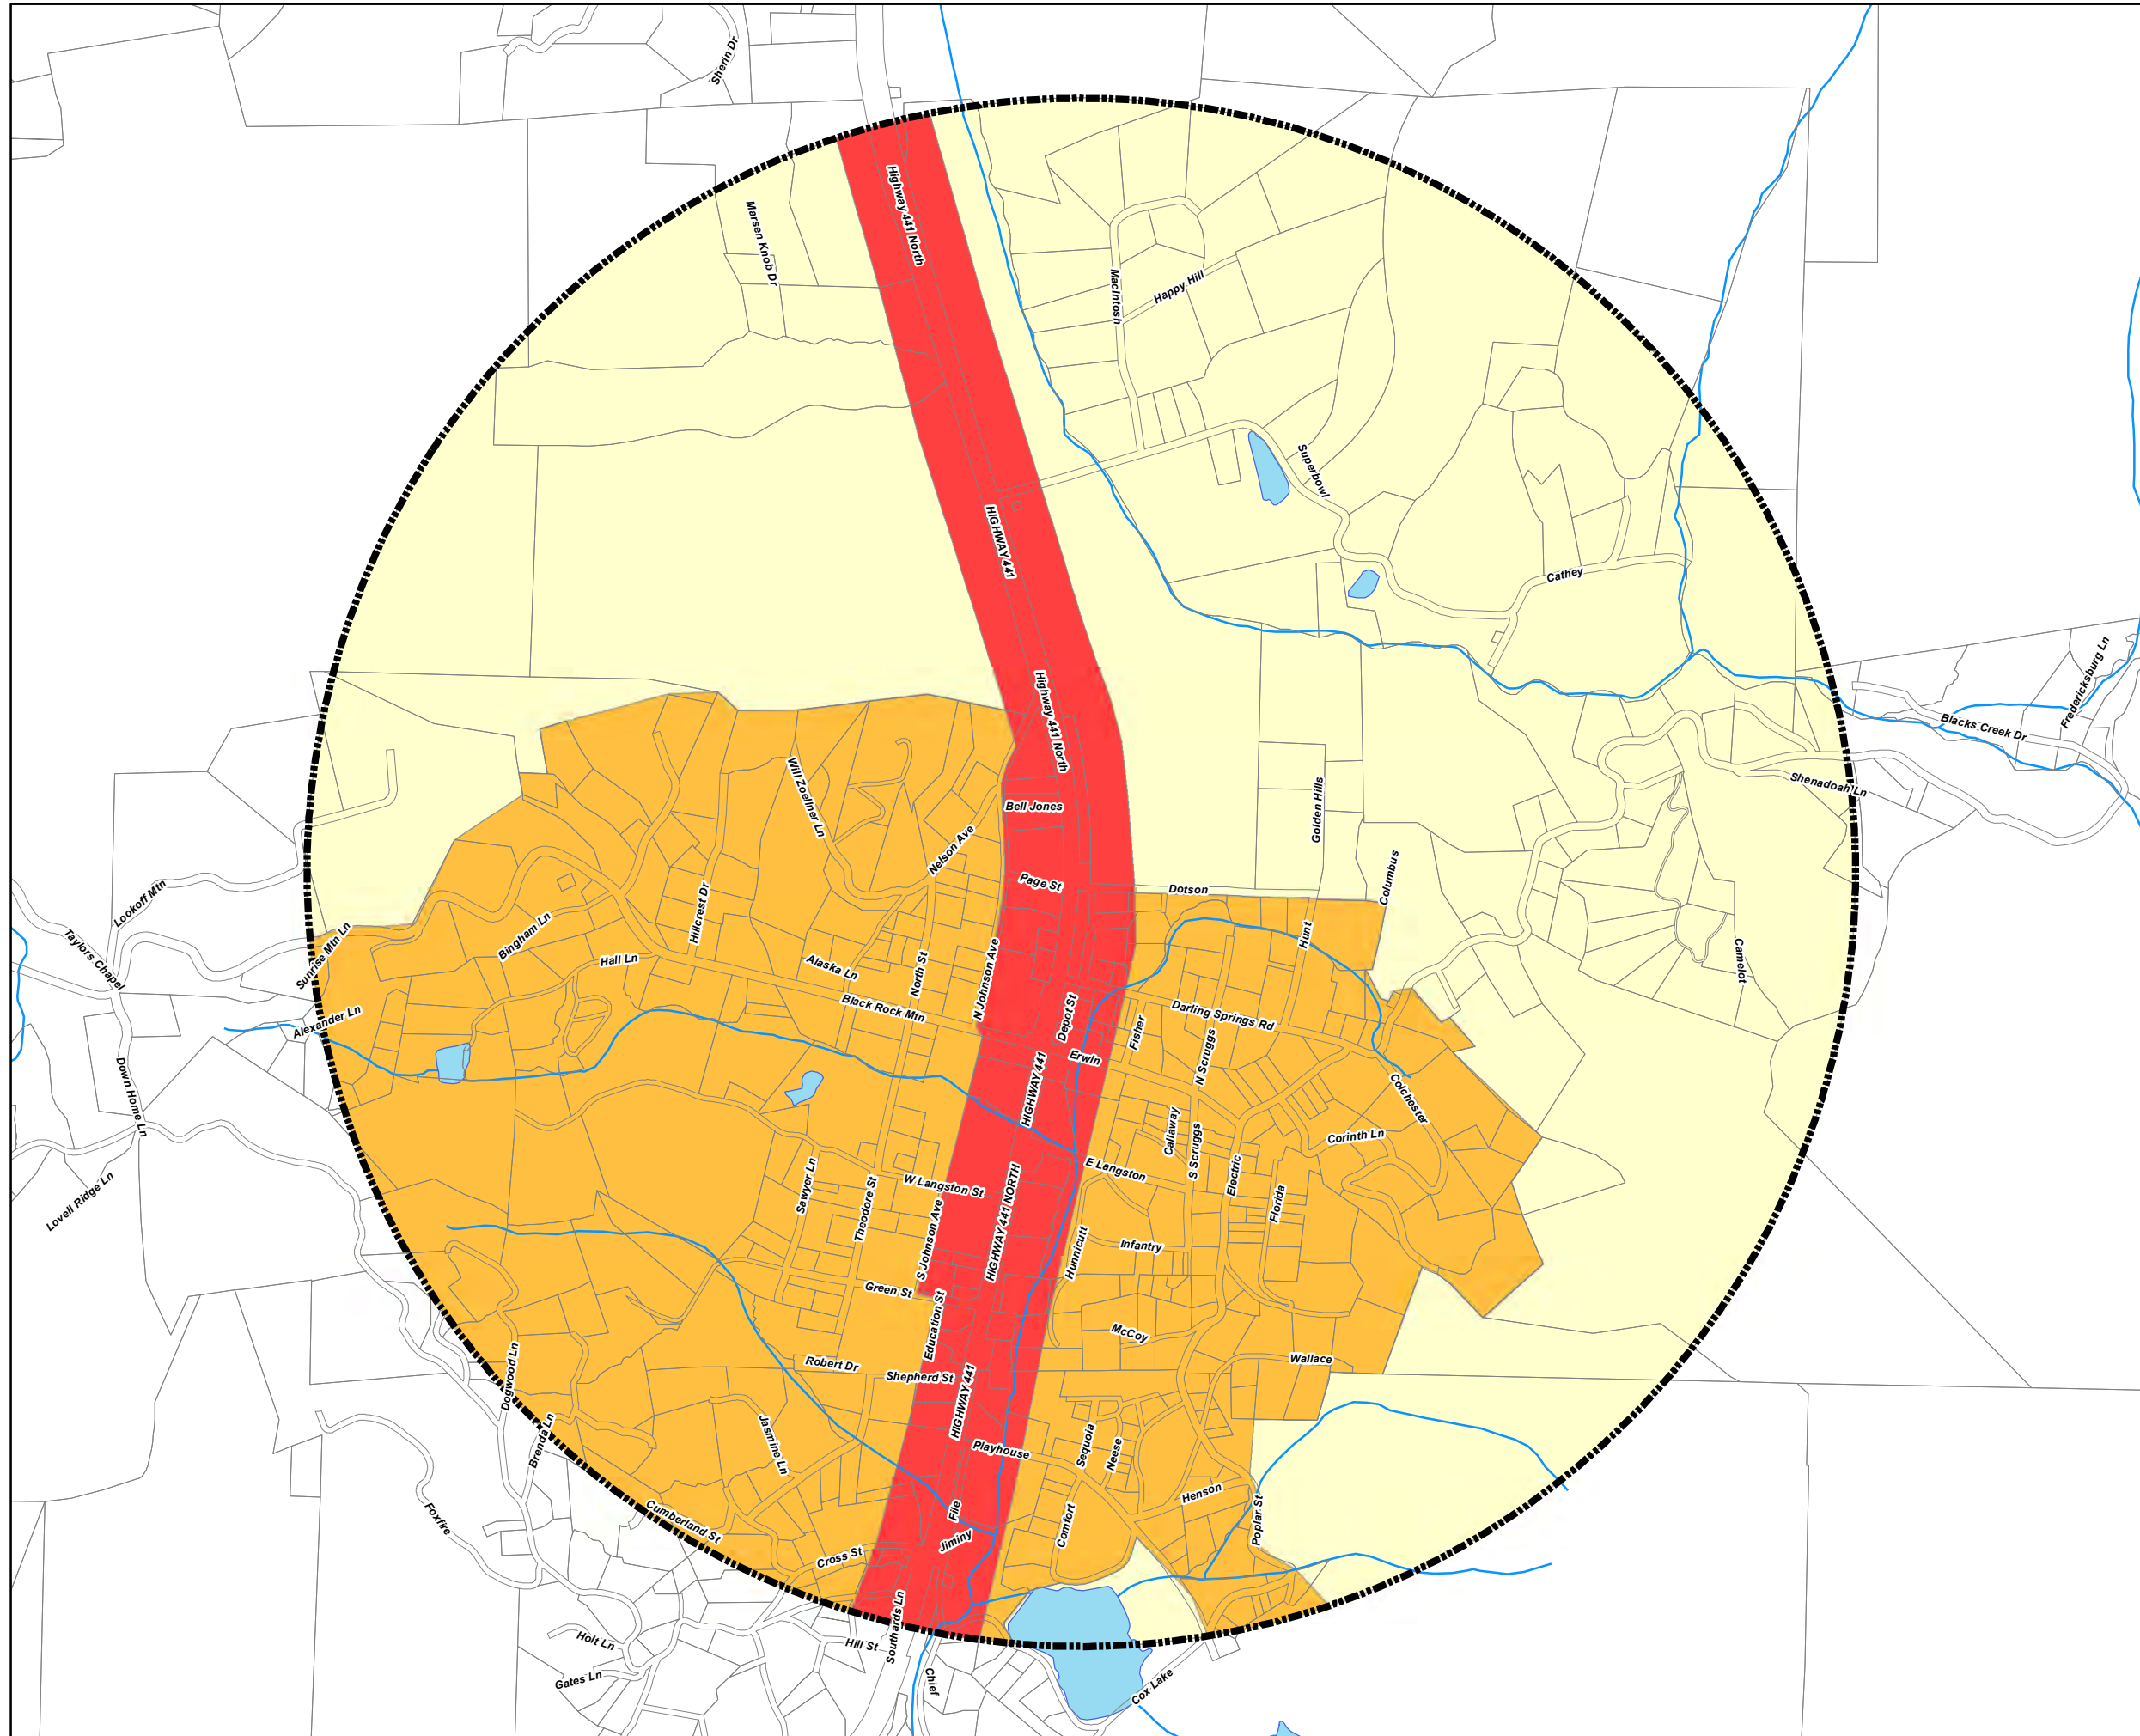 Sherin Dr
Highway 441 North
Marsen Knob Dr
MacIntosh
Happy Hill
Superbowl
HIGHWAY 441
Cathey
Highway 441 North
Fredericksburg Ln
Blacks Creek Dr
Shenadoah Ln
Will Zoellner Ln
Bell Jones
Golden Hills
Nelson Ave
Columbus
Page St
Dotson
Lookoff Mtn
Hillcrest Dr
Bingham Ln
Hunt
Taylors Chapel
Sunrise Mtn Ln
Hall Ln
Alaska Ln
North St
N Johnson Ave
Camelot
Black Rock Mtn
Depot St
Darling Springs Rd
Alexander Ln
Fisher
Erwin
N Scruggs
Down Home Ln
HIGHWAY 441
Colchester
Callaway
Corinth Ln
S Scruggs
E Langston
Electric
Lovell Ridge Ln
Sawyer Ln
W Langston St
Theodore St
HIGHWAY 441 NORTH
Florida
S Johnson Ave
Infantry
Hunnicutt
Green St
Education St
McCoy
Robert Dr
Wallace
Shepherd St
Dogwood Ln
HIGHWAY 441
Brenda Ln
Jasmine Ln
Playhouse
Sequoia
Neese
Henson
Foxfire
Cumberland St
File
Comfort
Poplar St
Jiminy
Cross St
Southards Ln
Holt Ln
Hill St
Gates Ln
Chief
Cox Lake